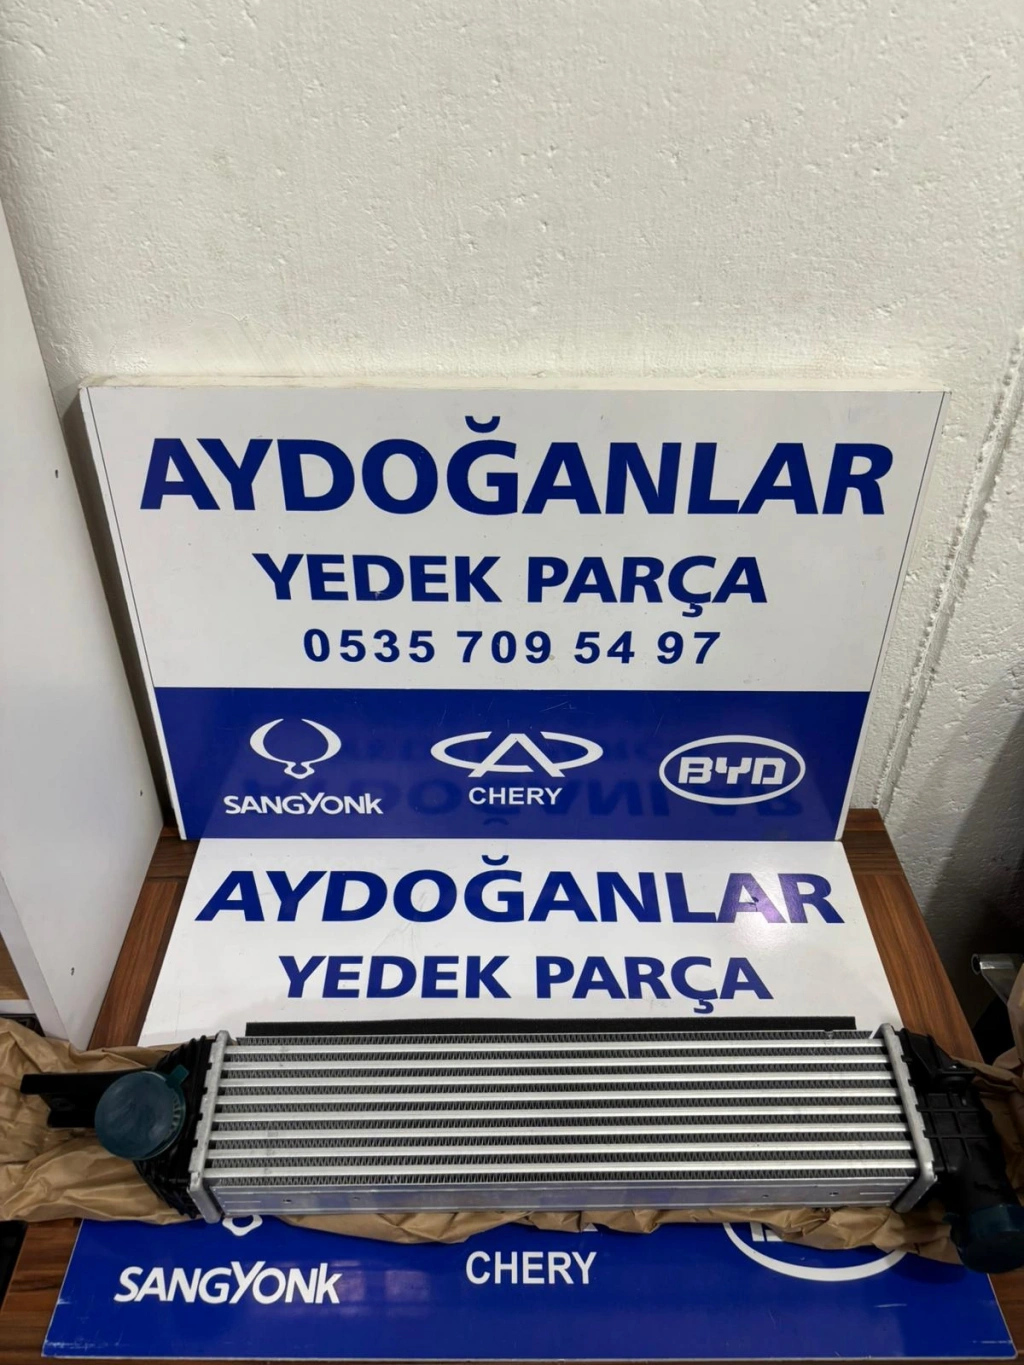 AYDOĞANLAR
YEDEK PARÇA
0535 709 54 97
SANGYONK
CHERY
BYD
AYDOĞANLAR
YEDEK PARÇA
SANGYONK
CHERY